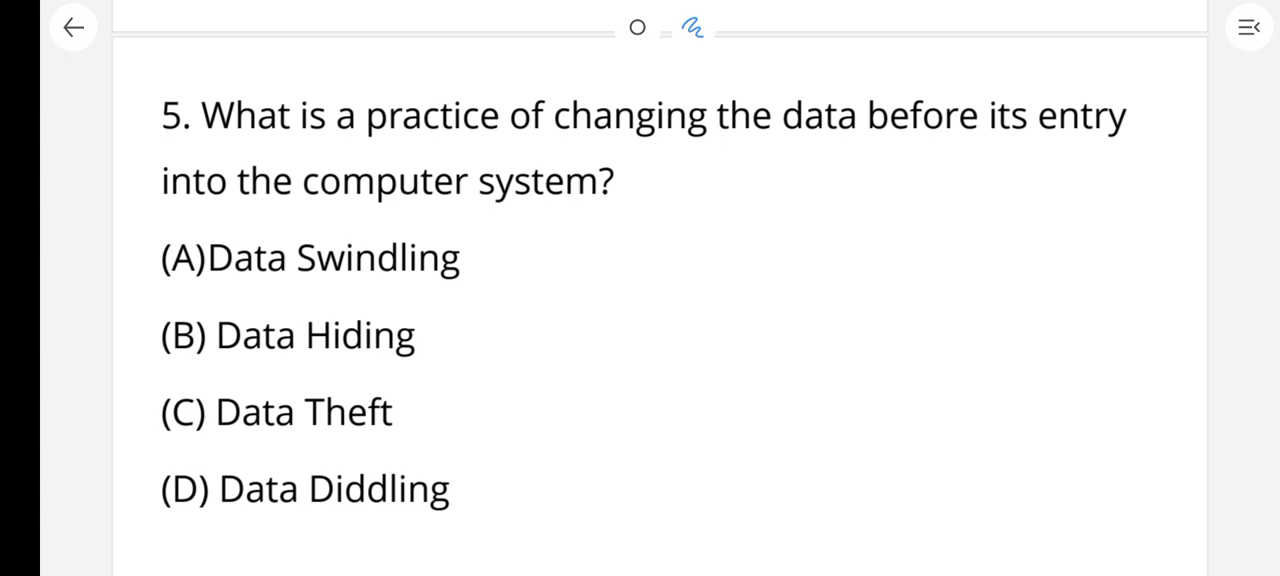 5. What is a practice of changing the data before its entry
into the computer system?
(A)Data Swindling
(B) Data Hiding
(C) Data Theft
(D) Data Diddling